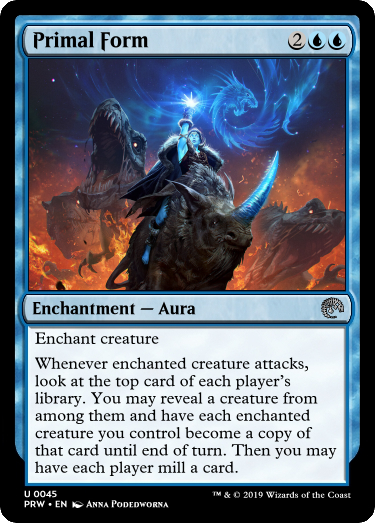 Primal Form 2
Enchantment — Aura
Enchant creature
Whenever enchanted creature attacks,
look at the top card of each player's
library. You may reveal a creature from
among them and have each enchanted
creature you control become a copy of
that card until end of turn. Then you may
have each player mill a card.
U 0045
PRW • EN Anna Podedworna
™ & © 2019 Wizards of the Coast